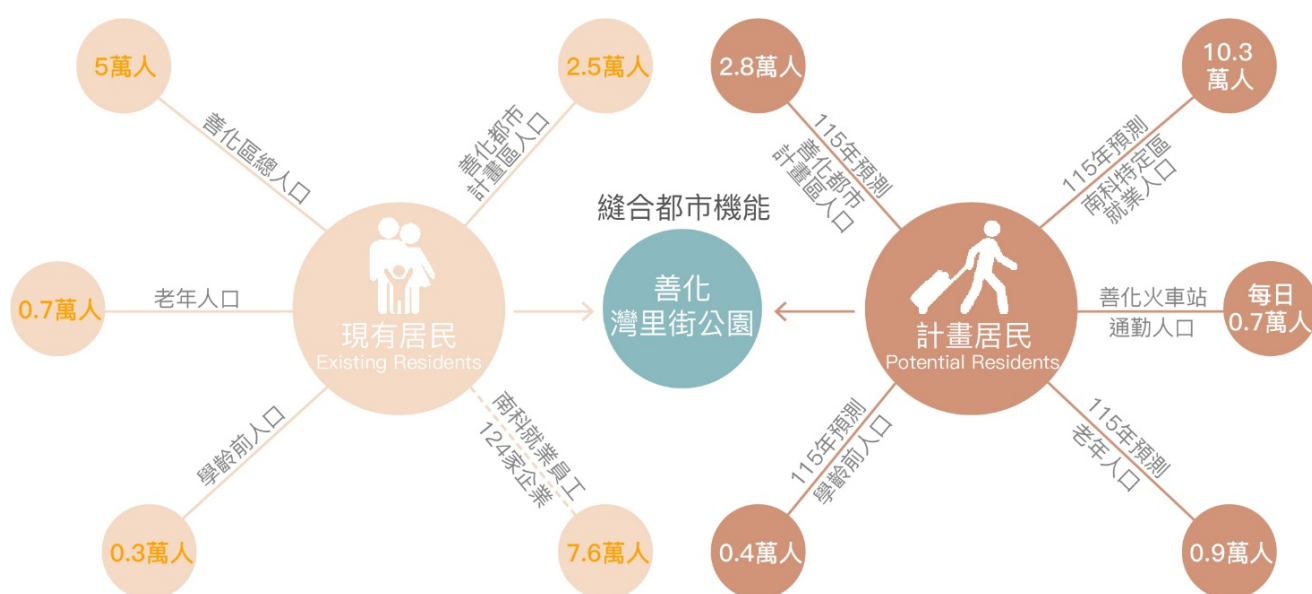 5萬人
善化區總人口
2.5萬人
善化都市
計畫區人口
0.7萬人
老年人口
現有居民
Existing Residents
學齡前人口
0.3萬人
南科就業員工
124家企業
7.6萬人
縫合都市機能
善化
灣里街公園
2.8萬人
115年預測
善化都市
計畫區人口
10.3
萬人
115年預測
南科特定區
就業人口
計畫居民
Potential Residents
善化火車站
通勤人口
每日
0.7萬人
115年預測
學齡前人口
0.4萬人
115年預測
老年人口
0.9萬人